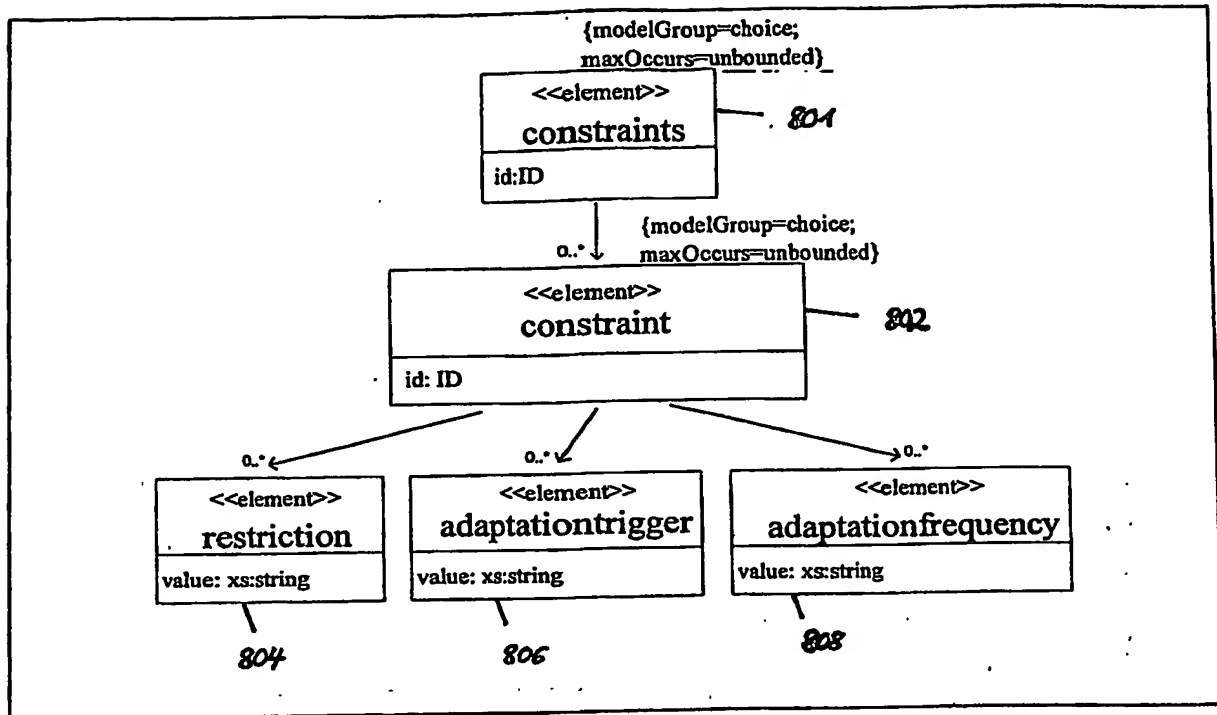 {modelGroup=choice;
maxOccurs=unbounded}
<<element>>
constraints
801
id:ID
{modelGroup=choice;
0..* maxOccurs=unbounded}
<<element>>
constraint
802
id: ID
0..* 0..* 0..*
<<element>> <<element>> <<element>>
restriction adaptationtrigger adaptationfrequency
value: xs:string value: xs:string value: xs:string
804 806 808